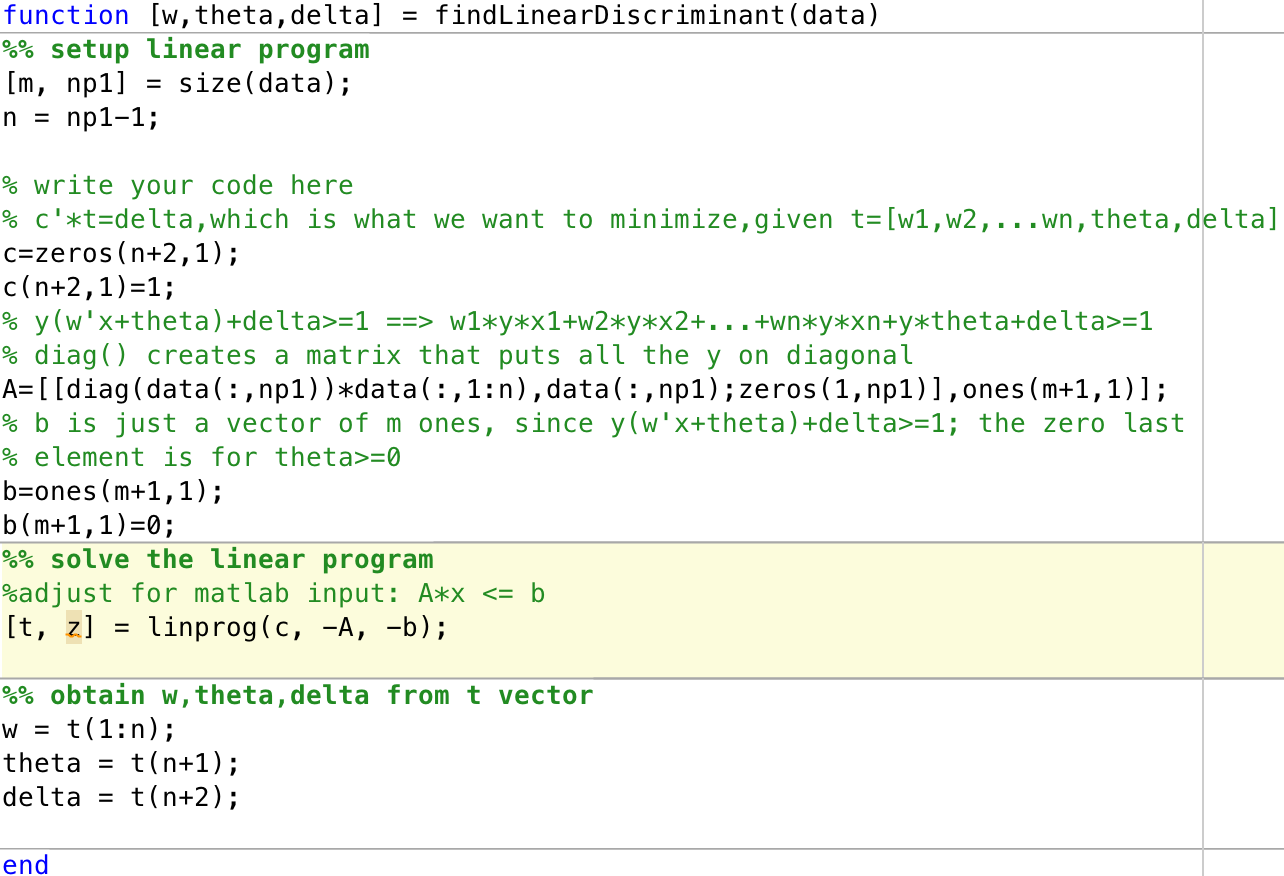 function [w,theta,delta] = findLinearDiscriminant(data)
%% setup linear program
[m, np1] = size(data);
n = np1-1;
% write your code here
% c'*t=delta,which is what we want to minimize,given t=[w1,w2,...wn,theta,delta]
c=zeros(n+2,1);
c(n+2,1)=1;
% y(w'x+theta)+delta>=1 ==> w1*y*x1+w2*y*x2+...+wn*y*xn+y*theta+delta>=1
% diag() creates a matrix that puts all the y on diagonal
A=[[diag(data(:,np1))*data(:,1:n),data(:,np1);zeros(1,np1)],ones(m+1,1)];
% b is just a vector of m ones, since y(w'x+theta)+delta>=1; the zero last
% element is for theta>=0
b=ones(m+1,1);
b(m+1,1)=0;
%% solve the linear program
%adjust for matlab input: A*x <= b
[t, z] = linprog(c, -A, -b);
%% obtain w,theta,delta from t vector
w = t(1:n);
theta = t(n+1);
delta = t(n+2);
end